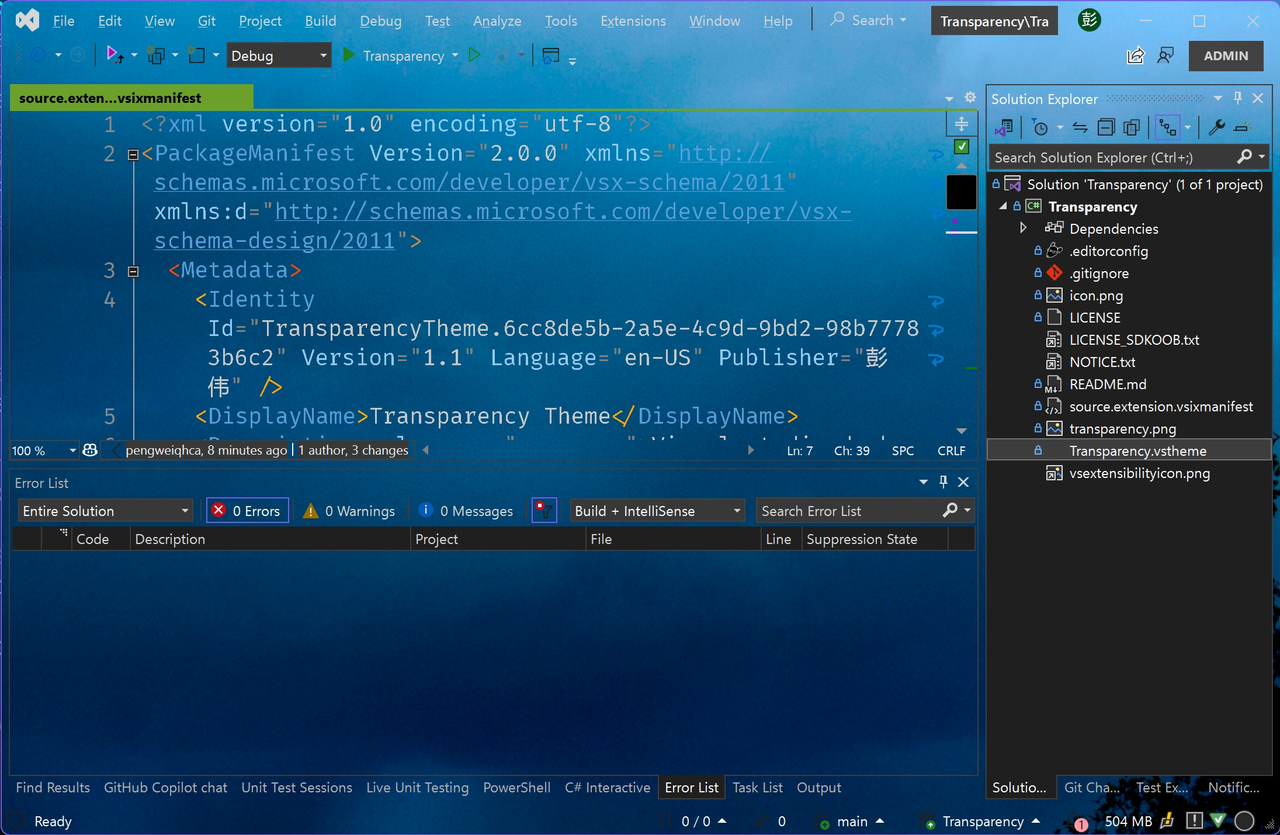 File Edit View Git Project Build Debug Test Analyze Tools Extensions Window Help Search Transparency\Tra 彭
Debug Transparency ADMIN
source.exten...vsixmanifest
1 <?xml version="1.0" encoding="utf-8"?>
2 <PackageManifest Version="2.0.0" xmlns="http://
schemas.microsoft.com/developer/vsx-schema/2011"
xmlns:d="http://schemas.microsoft.com/developer/vsx-
schema-design/2011">
3 <Metadata>
4 <Identity
Id="TransparencyTheme.6cc8de5b-2a5e-4c9d-9bd2-98b7778
3b6c2" Version="1.1" Language="en-US" Publisher="彭
伟" />
5 <DisplayName>Transparency Theme</DisplayName>
100 % pengweiqhca, 8 minutes ago | 1 author, 3 changes Ln: 7 Ch: 39 SPC CRLF
Error List
Entire Solution 0 Errors 0 Warnings 0 Messages Build + IntelliSense Search Error List
Code Description Project File Line Suppression State
Find Results GitHub Copilot chat Unit Test Sessions Live Unit Testing PowerShell C# Interactive Error List Task List Output
Solution Explorer
Search Solution Explorer (Ctrl+;)
Solution 'Transparency' (1 of 1 project)
C# Transparency
Dependencies
.editorconfig
.gitignore
icon.png
LICENSE
LICENSE_SDKOOB.txt
NOTICE.txt
README.md
source.extension.vsixmanifest
transparency.png
Transparency.vstheme
vsextensibilityicon.png
Solutio... Git Cha... Test Ex... Notific...
Ready 0 / 0 0 main Transparency 1 504 MB